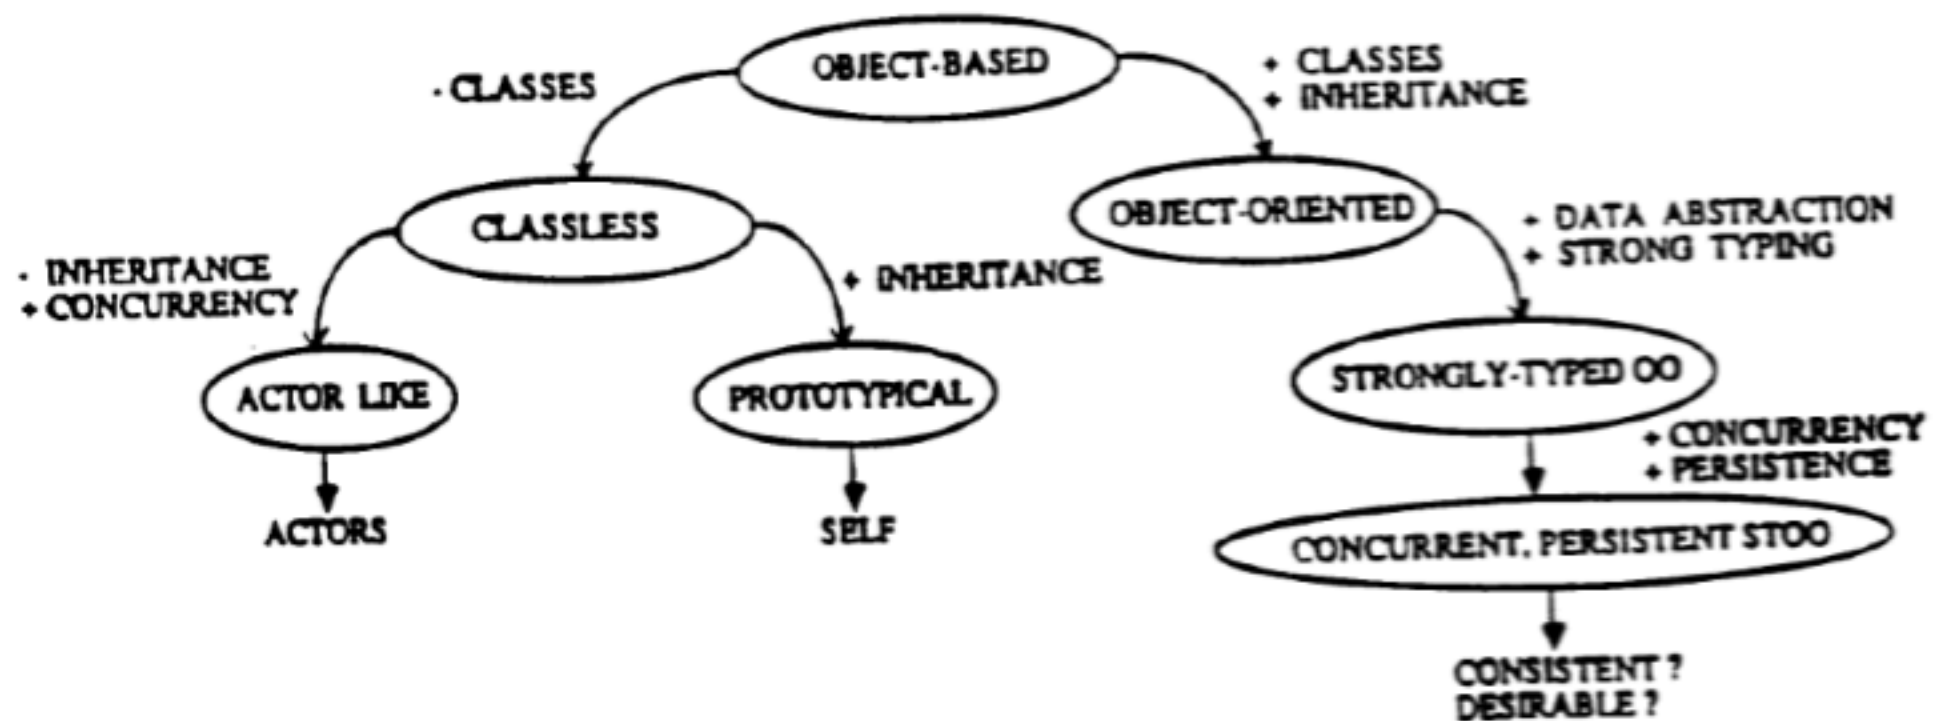 OBJECT-BASED
- CLASSES
+ CLASSES
+ INHERITANCE
CLASSLESS
OBJECT-ORIENTED
- INHERITANCE
+ CONCURRENCY
+ INHERITANCE
+ DATA ABSTRACTION
+ STRONG TYPING
ACTOR LIKE
PROTOTYPICAL
STRONGLY-TYPED OO
+ CONCURRENCY
+ PERSISTENCE
ACTORS
SELF
CONCURRENT, PERSISTENT STOO
CONSISTENT ?
DESIRABLE ?